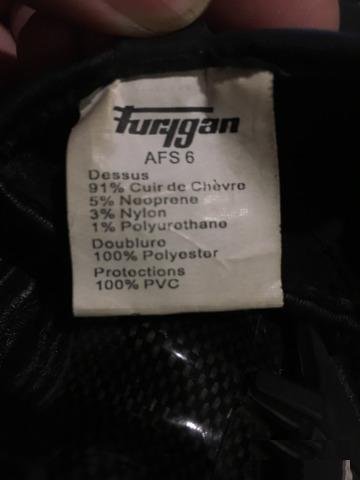 Furygan
AFS 6
Dessus
91% Cuir de Chèvre
5% Neoprene
3% Nylon
1% Polyurethane
Doublure
100% Polyester
Protections
100% PVC